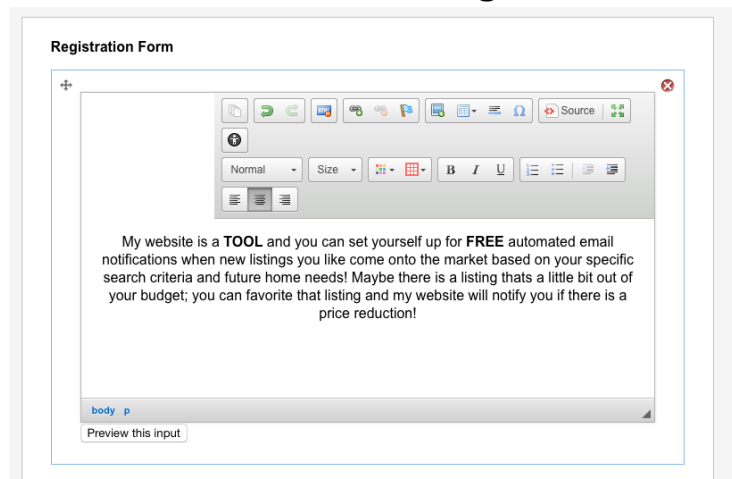 Registration Form
Source
Normal Size B I U
My website is a TOOL and you can set yourself up for FREE automated email
notifications when new listings you like come onto the market based on your specific
search criteria and future home needs! Maybe there is a listing thats a little bit out of
your budget; you can favorite that listing and my website will notify you if there is a
price reduction!
body p
Preview this input